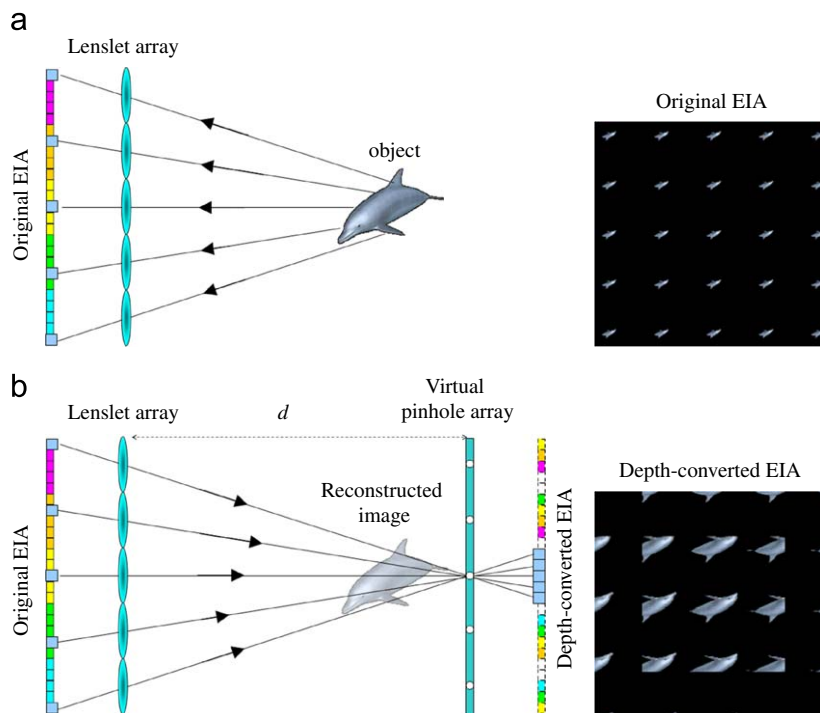 a
Lenslet array
Original EIA
object
Original EIA
b
Lenslet array
d
Virtual
pinhole array
Original EIA
Reconstructed
image
Depth-converted EIA
Depth-converted EIA